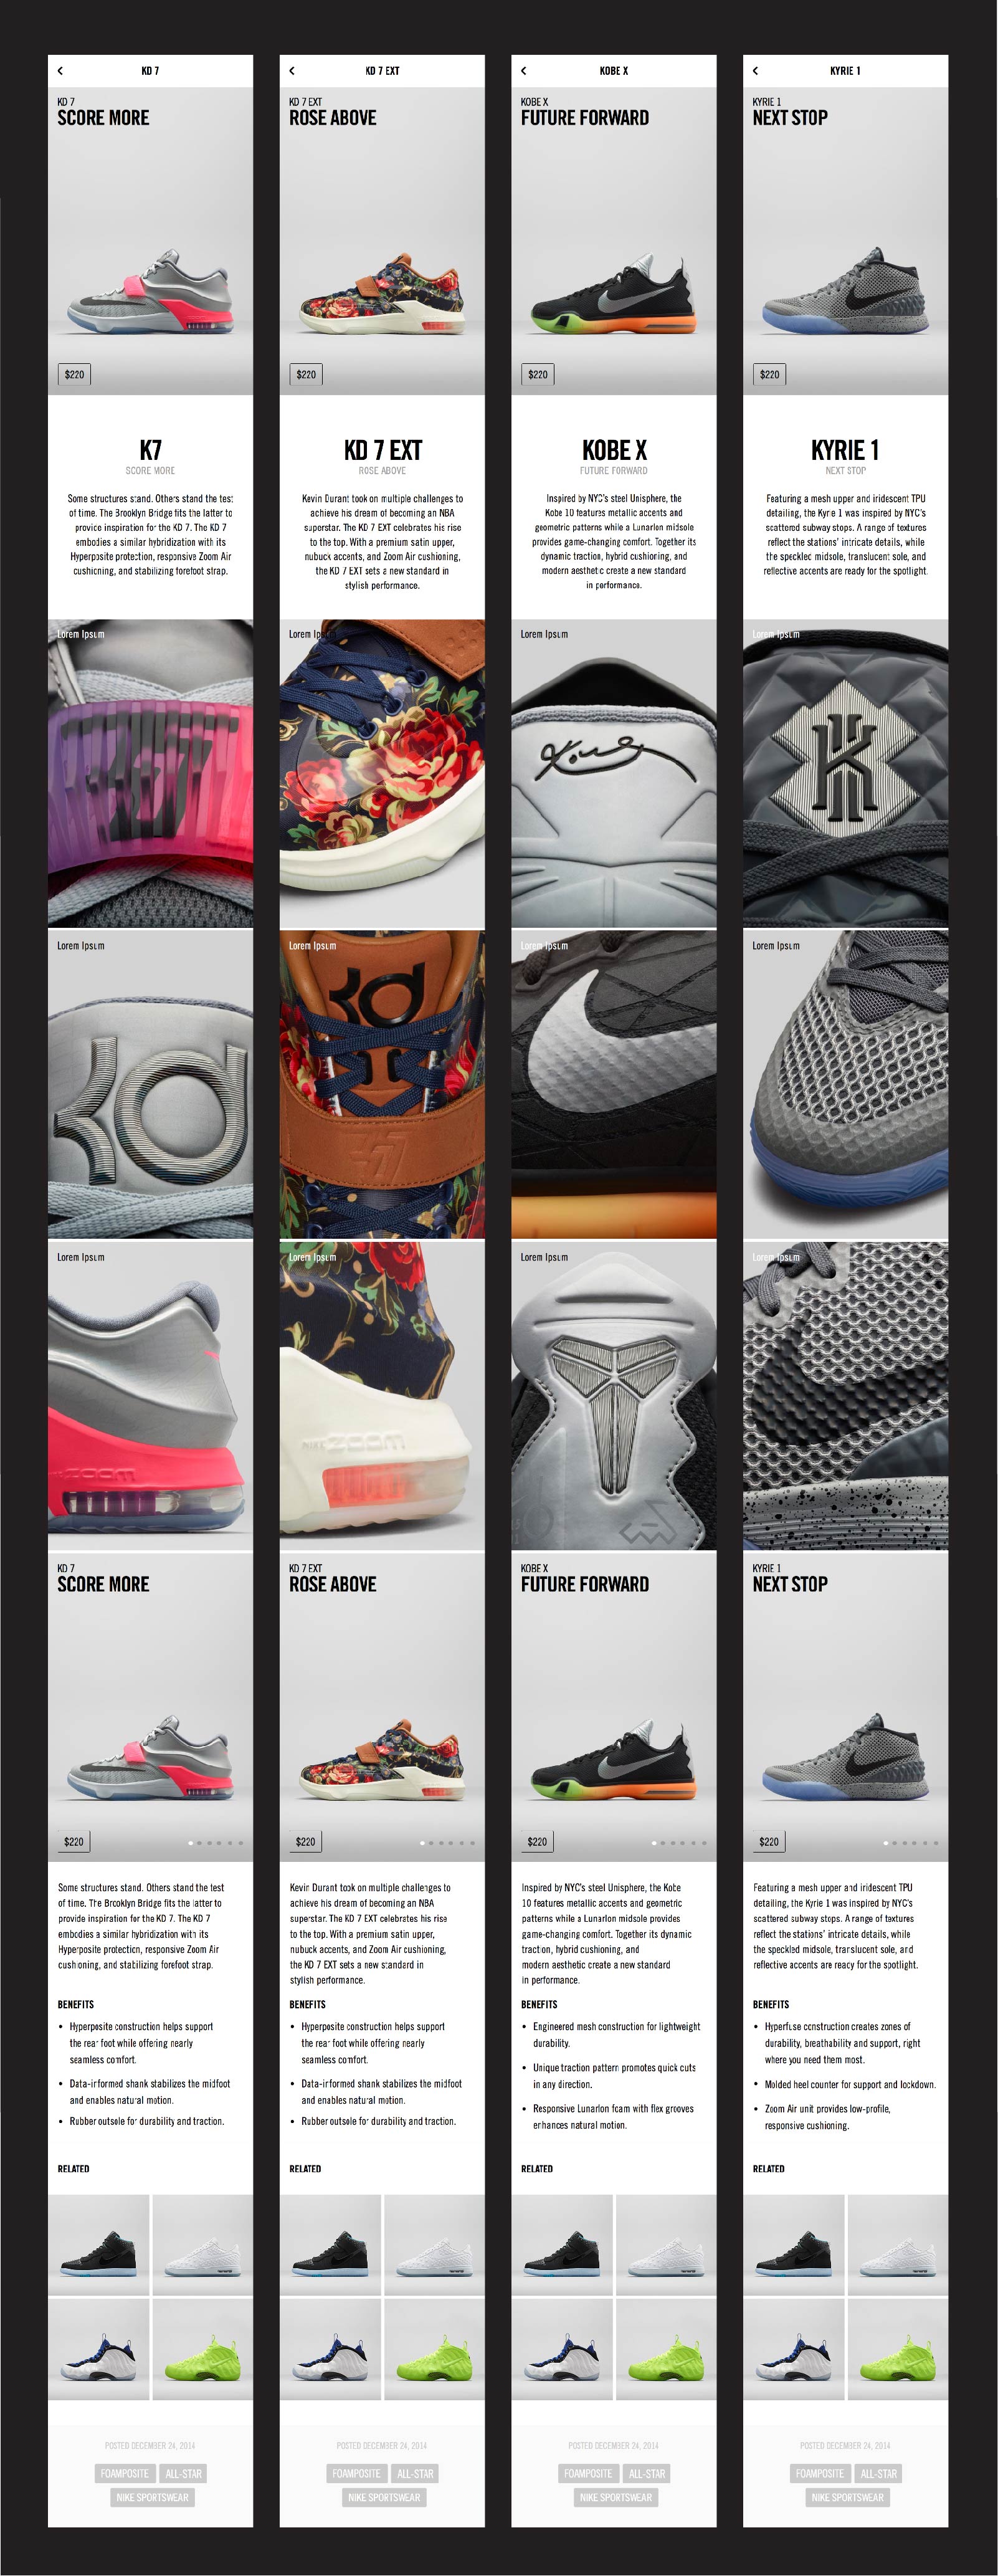 KD 7
KD 7
SCORE MORE
$220
K7
SCORE MORE
Some structures stand. Others stand the test
of time. The Brooklyn Bridge fits the latter to
provide inspiration for the KD 7. The KD 7
embodies a similar hybridization with its
Hyperposite protection, responsive Zoom Air
cushioning, and stabilizing forefoot strap.
Lorem Ipsum
Lorem Ipsum
kd
Lorem Ipsum
ZOOM
KD 7
SCORE MORE
$220
Some structures stand. Others stand the test
of time. The Brooklyn Bridge fits the latter to
provide inspiration for the KD 7. The KD 7
embodies a similar hybridization with its
Hyperposite protection, responsive Zoom Air
cushioning, and stabilizing forefoot strap.
BENEFITS
• Hyperposite construction helps support
the rear foot while offering nearly
seamless comfort.
• Data-informed shank stabilizes the midfoot
and enables natural motion.
• Rubber outsole for durability and traction.
RELATED
POSTED DECEMBER 24, 2014
FOAMPOSITE ALL-STAR
NIKE SPORTSWEAR
KD 7 EXT
KD 7 EXT
ROSE ABOVE
$220
KD 7 EXT
ROSE ABOVE
Kevin Durant took on multiple challenges to
achieve his dream of becoming an NBA
superstar. The KD 7 EXT celebrates his rise
to the top. With a premium satin upper,
nubuck accents, and Zoom Air cushioning,
the KD 7 EXT sets a new standard in
stylish performance.
Lorem Ipsum
Lorem Ipsum
kd
Lorem Ipsum
NIKE ZOOM
KD 7 EXT
ROSE ABOVE
$220
Kevin Durant took on multiple challenges to
achieve his dream of becoming an NBA
superstar. The KD 7 EXT celebrates his rise
to the top. With a premium satin upper,
nubuck accents, and Zoom Air cushioning,
the KD 7 EXT sets a new standard in
stylish performance.
BENEFITS
• Hyperposite construction helps support
the rear foot while offering nearly
seamless comfort.
• Data-informed shank stabilizes the midfoot
and enables natural motion.
• Rubber outsole for durability and traction.
RELATED
POSTED DECEMBER 24, 2014
FOAMPOSITE ALL-STAR
NIKE SPORTSWEAR
KOBE X
KOBE X
FUTURE FORWARD
$220
KOBE X
FUTURE FORWARD
Inspired by NYC's steel Unisphere, the
Kobe 10 features metallic accents and
geometric patterns while a Lunarlon midsole
provides game-changing comfort. Together its
dynamic traction, hybrid cushioning, and
modern aesthetic create a new standard
in performance.
Lorem Ipsum
Lorem Ipsum
Lorem Ipsum
KOBE X
FUTURE FORWARD
$220
Inspired by NYC's steel Unisphere, the Kobe
10 features metallic accents and geometric
patterns while a Lunarlon midsole provides
game-changing comfort. Together its dynamic
traction, hybrid cushioning, and
modern aesthetic create a new standard
in performance.
BENEFITS
• Engineered mesh construction for lightweight
durability.
• Unique traction pattern promotes quick cuts
in any direction.
• Responsive Lunarlon foam with flex grooves
enhances natural motion.
RELATED
POSTED DECEMBER 24, 2014
FOAMPOSITE ALL-STAR
NIKE SPORTSWEAR
KYRIE 1
KYRIE 1
NEXT STOP
$220
KYRIE 1
NEXT STOP
Featuring a mesh upper and iridescent TPU
detailing, the Kyrie 1 was inspired by NYC's
scattered subway stops. A range of textures
reflect the stations' intricate details, while
the speckled midsole, translucent sole, and
reflective accents are ready for the spotlight.
Lorem Ipsum
Lorem Ipsum
Lorem Ipsum
KYRIE 1
NEXT STOP
$220
Featuring a mesh upper and iridescent TPU
detailing, the Kyrie 1 was inspired by NYC's
scattered subway stops. A range of textures
reflect the stations' intricate details, while
the speckled midsole, translucent sole, and
reflective accents are ready for the spotlight.
BENEFITS
• Hyperfuse construction creates zones of
durability, breathability and support, right
where you need them most.
• Molded heel counter for support and lockdown.
• Zoom Air unit provides low-profile,
responsive cushioning.
RELATED
POSTED DECEMBER 24, 2014
FOAMPOSITE ALL-STAR
NIKE SPORTSWEAR